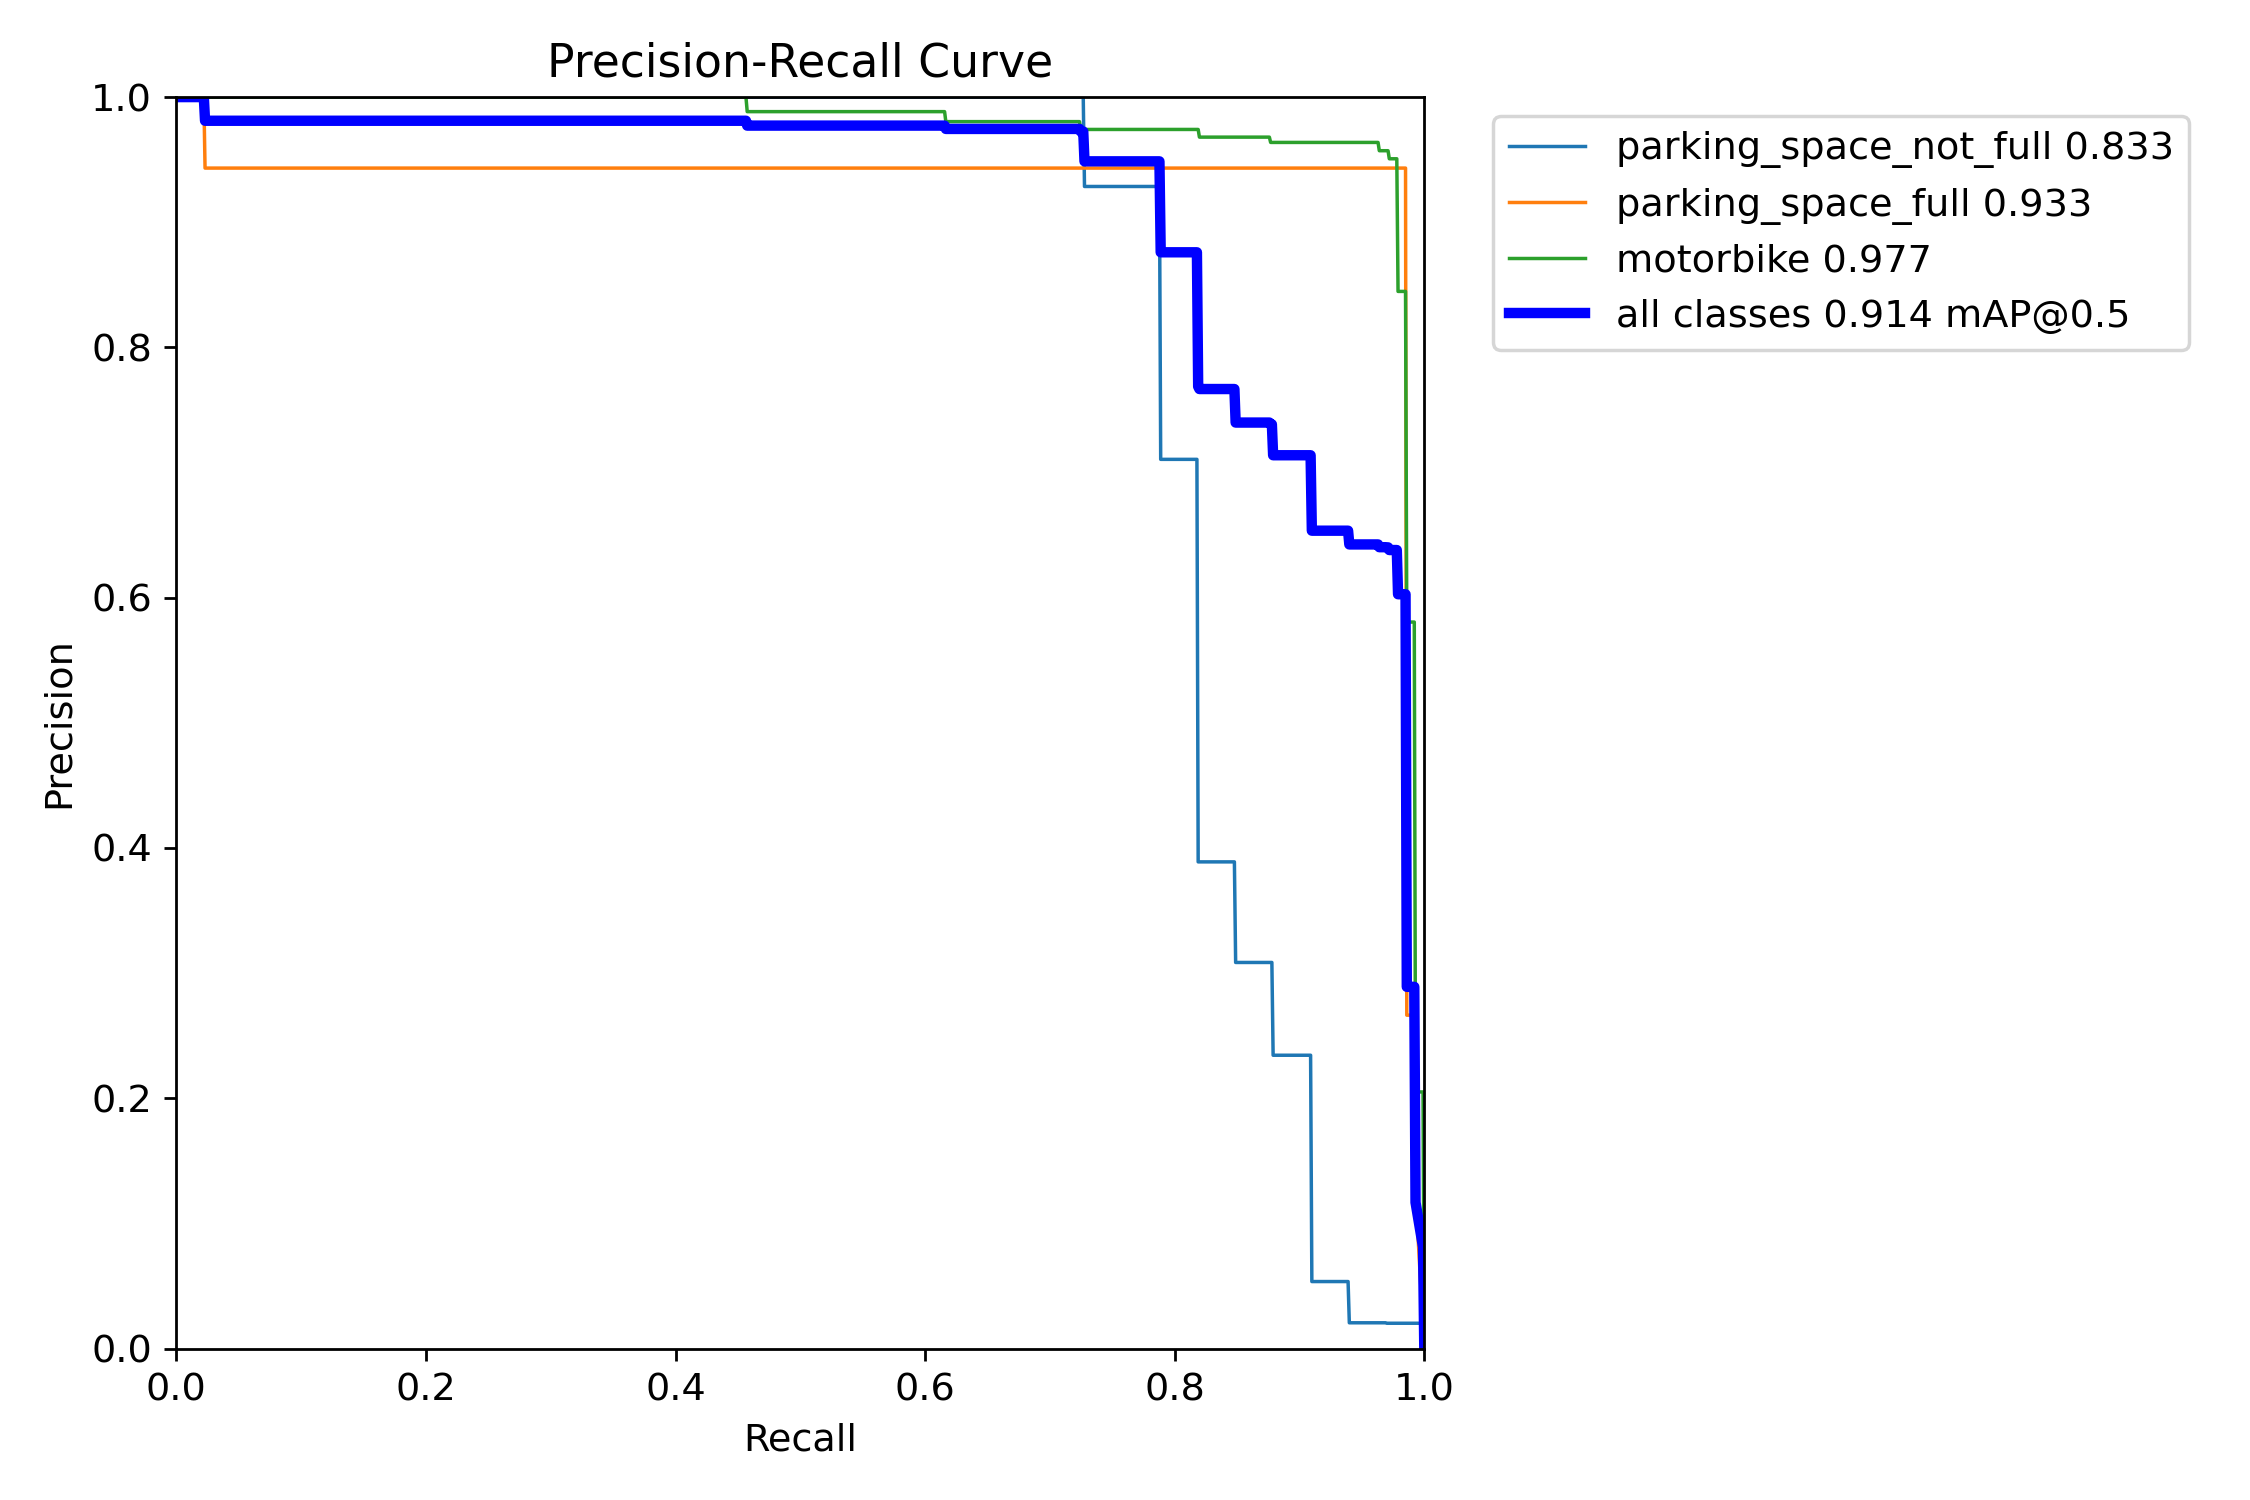 Precision-Recall Curve
1.0
0.8
0.6
0.4
0.2
0.0
Precision
0.0 0.2 0.4 0.6 0.8 1.0
Recall
parking_space_not_full 0.833
parking_space_full 0.933
motorbike 0.977
all classes 0.914 mAP@0.5